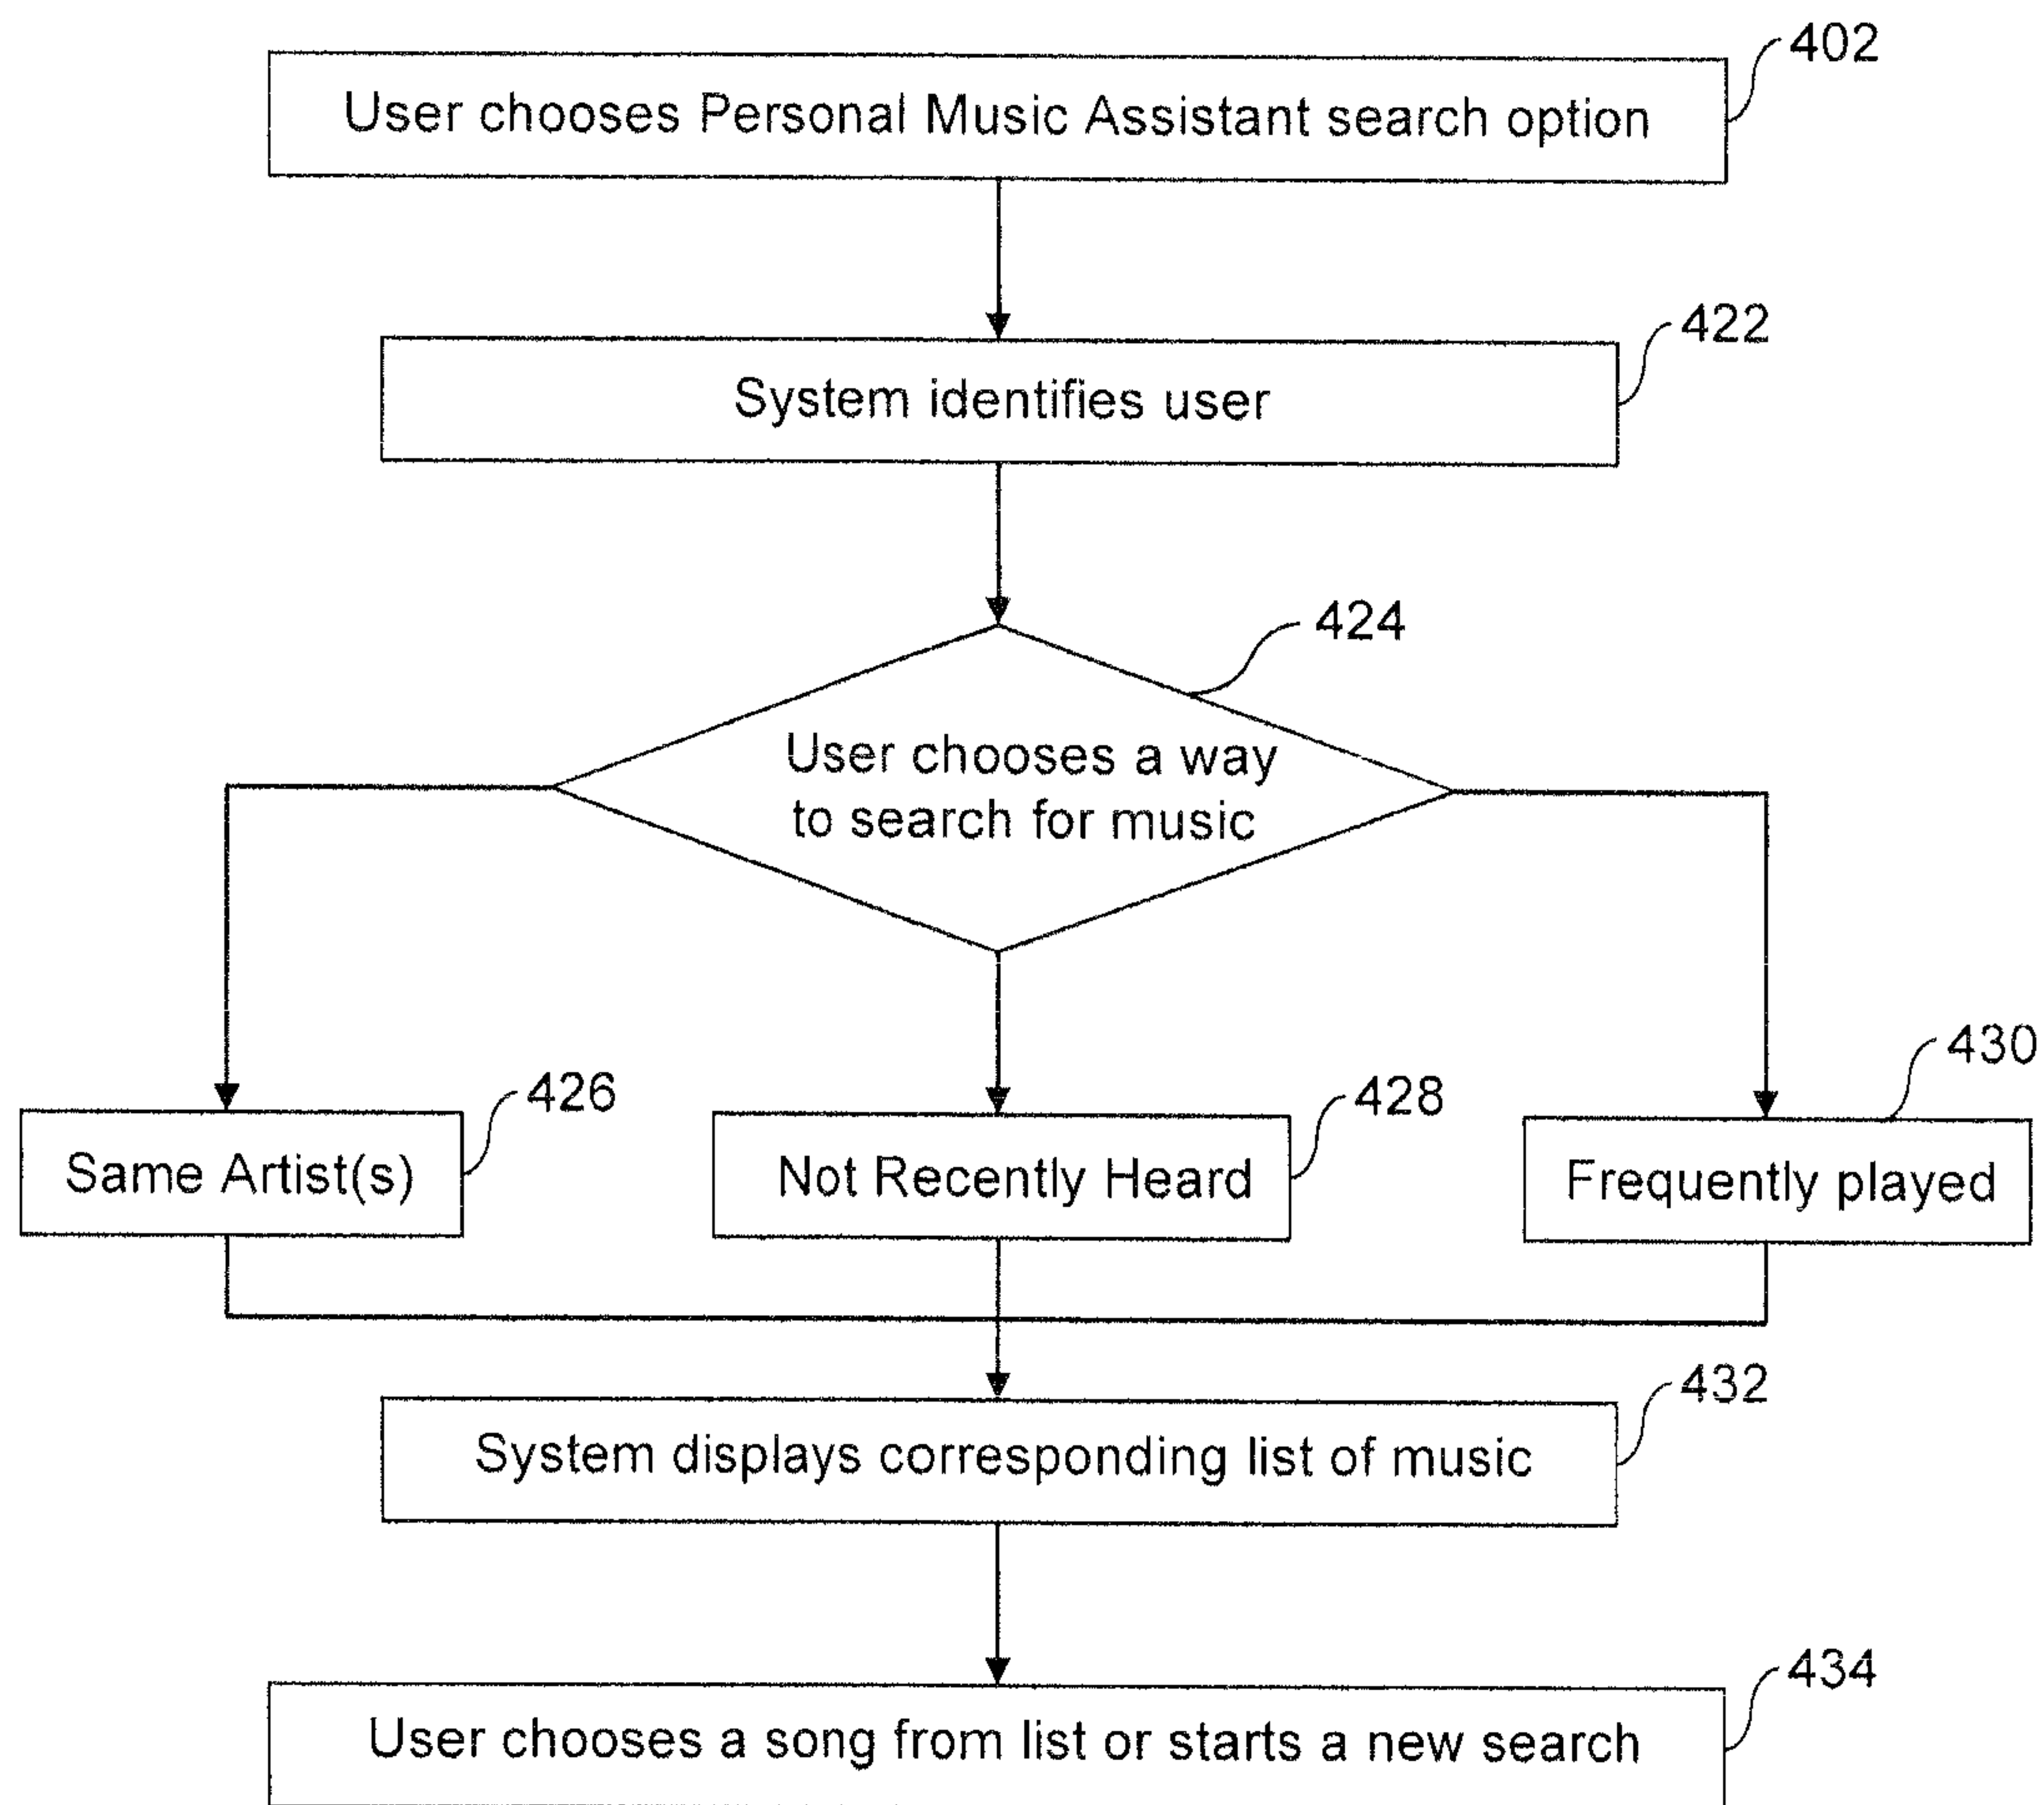 402
User chooses Personal Music Assistant search option
422
System identifies user
424
User chooses a way
to search for music
426
Same Artist(s)
428
Not Recently Heard
430
Frequently played
432
System displays corresponding list of music
434
User chooses a song from list or starts a new search